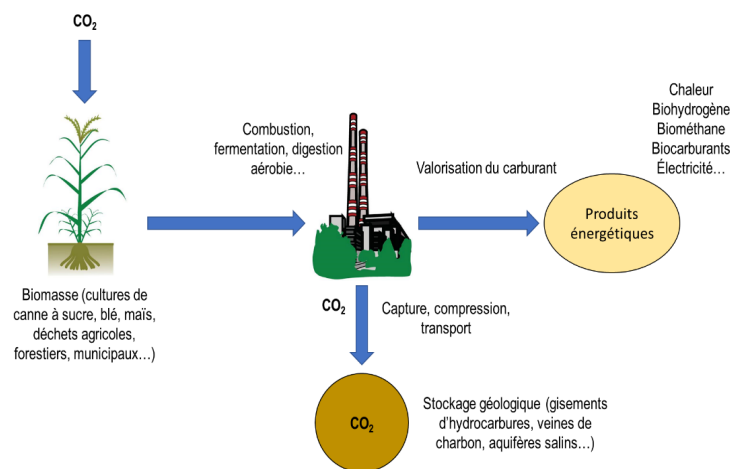 CO2
Combustion,
fermentation, digestion
aérobie…
Valorisation du carburant
Chaleur
Biohydrogène
Biométhane
Biocarburants
Électricité…
Produits
énergétiques
Biomasse (cultures de
canne à sucre, blé, maïs,
déchets agricoles,
forestiers, municipaux…)
CO2
Capture, compression,
transport
CO2
Stockage géologique (gisements
d’hydrocarbures, veines de
charbon, aquifères salins…)